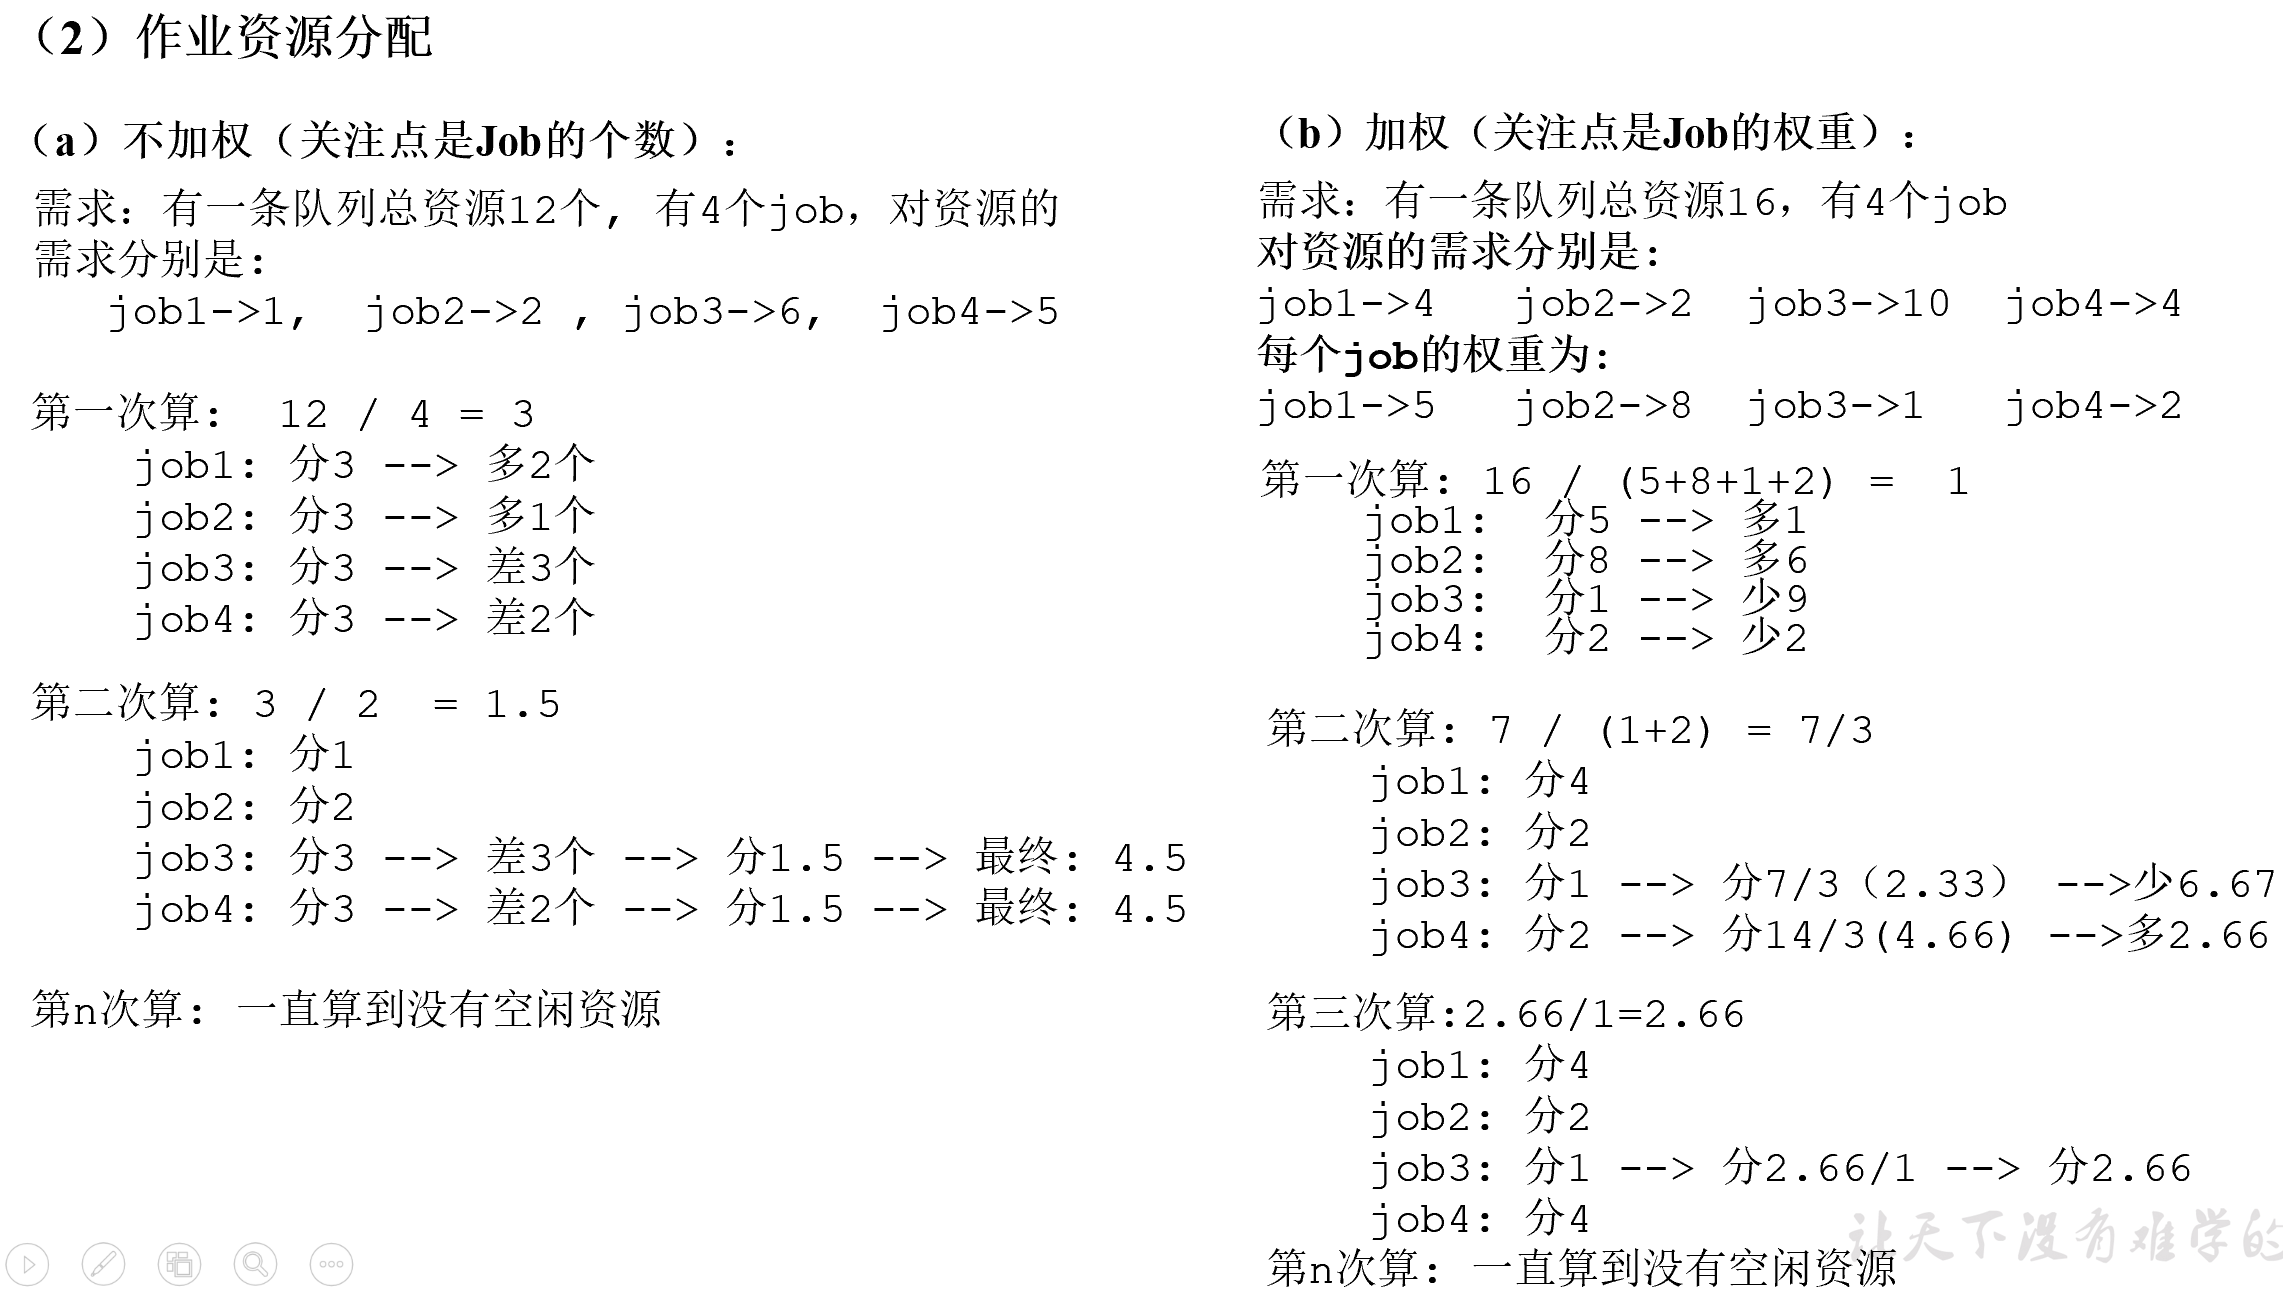 （2）作业资源分配
（a）不加权（关注点是Job的个数）：
需求：有一条队列总资源12个, 有4个job，对资源的
需求分别是：
job1->1, job2->2 , job3->6, job4->5
第一次算： 12 / 4 = 3
job1: 分3 --> 多2个
job2: 分3 --> 多1个
job3: 分3 --> 差3个
job4: 分3 --> 差2个
第二次算：3 / 2 = 1.5
job1: 分1
job2: 分2
job3: 分3 --> 差3个 --> 分1.5 --> 最终: 4.5
job4: 分3 --> 差2个 --> 分1.5 --> 最终: 4.5
第n次算: 一直算到没有空闲资源
（b）加权（关注点是Job的权重）：
需求：有一条队列总资源16，有4个job
对资源的需求分别是:
job1->4 job2->2 job3->10 job4->4
每个job的权重为:
job1->5 job2->8 job3->1 job4->2
第一次算: 16 / (5+8+1+2) = 1
job1: 分5 --> 多1
job2: 分8 --> 多6
job3: 分1 --> 少9
job4: 分2 --> 少2
第二次算: 7 / (1+2) = 7/3
job1: 分4
job2: 分2
job3: 分1 --> 分7/3（2.33） -->少6.67
job4: 分2 --> 分14/3(4.66) -->多2.66
第三次算:2.66/1=2.66
job1: 分4
job2: 分2
job3: 分1 --> 分2.66/1 --> 分2.66
job4: 分4
第n次算: 一直算到没有空闲资源
让天下没有难学的